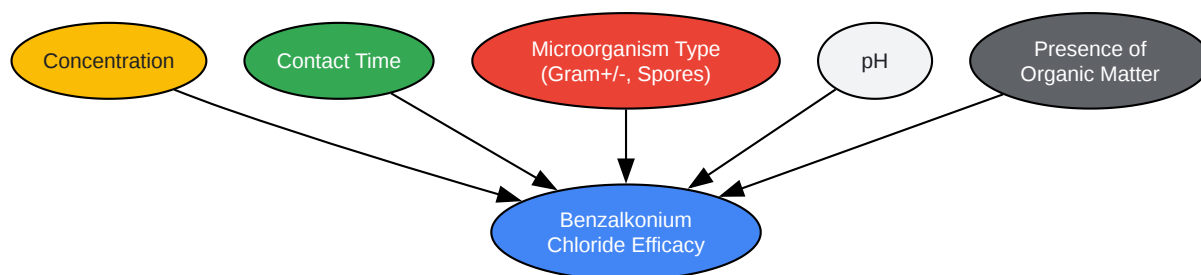 Concentration
Contact Time
Microorganism Type
(Gram+/-, Spores)
pH
Presence of
Organic Matter
Benzalkonium
Chloride Efficacy